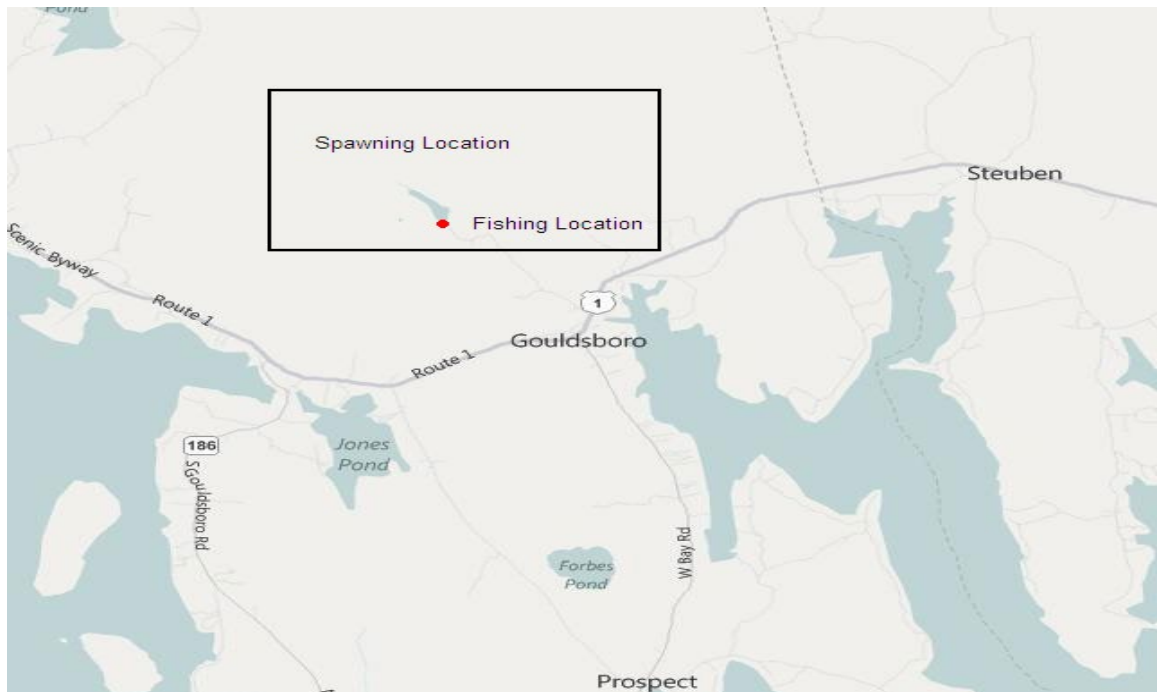 Pond
Spawning Location
Steuben
Fishing Location
Scenic Byway
Route 1
1
Gouldsboro
Route 1
186
Jones
Pond
S Gouldsboro Rd
W Bay Rd
Forbes
Pond
Prospect